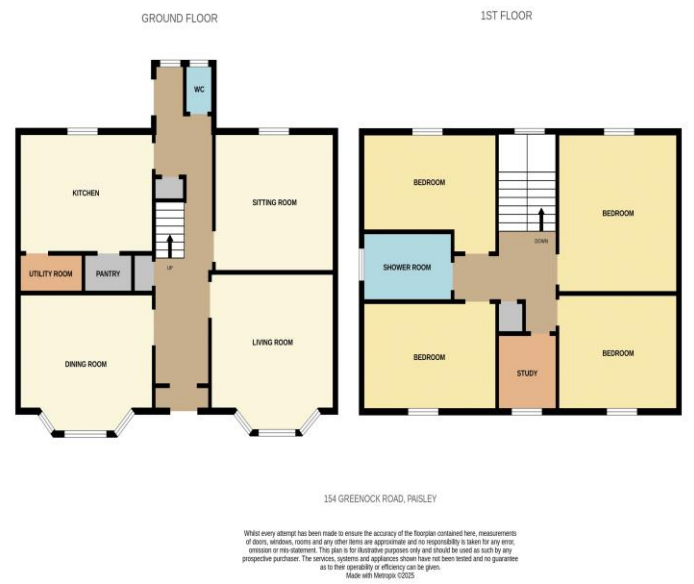 GROUND FLOOR
1ST FLOOR
WC
KITCHEN
SITTING ROOM
UP
UTILITY ROOM
PANTRY
DINING ROOM
LIVING ROOM
BEDROOM
BEDROOM
DOWN
SHOWER ROOM
BEDROOM
BEDROOM
STUDY
154 GREENOCK ROAD, PAISLEY
Whilst every attempt has been made to ensure the accuracy of the floorplan contained here, measurements
of doors, windows, rooms and any other items are approximate and no responsibility is taken for any error,
omission or mis-statement. This plan is for illustrative purposes only and should be used as such by any
prospective purchaser. The services, systems and appliances shown have not been tested and no guarantee
as to their operability or efficiency can be given.
Made with Metropix ©2025